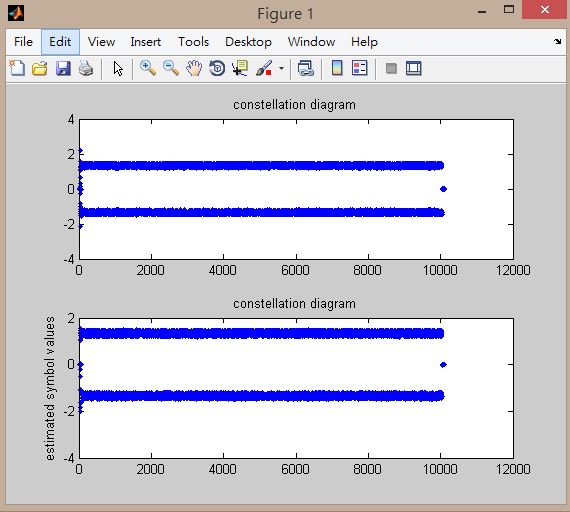 Figure 1
File Edit View Insert Tools Desktop Window Help
constellation diagram
4
2
0
-2
-4
0 2000 4000 6000 8000 10000 12000
constellation diagram
estimated symbol values
2
0
-2
-4
0 2000 4000 6000 8000 10000 12000